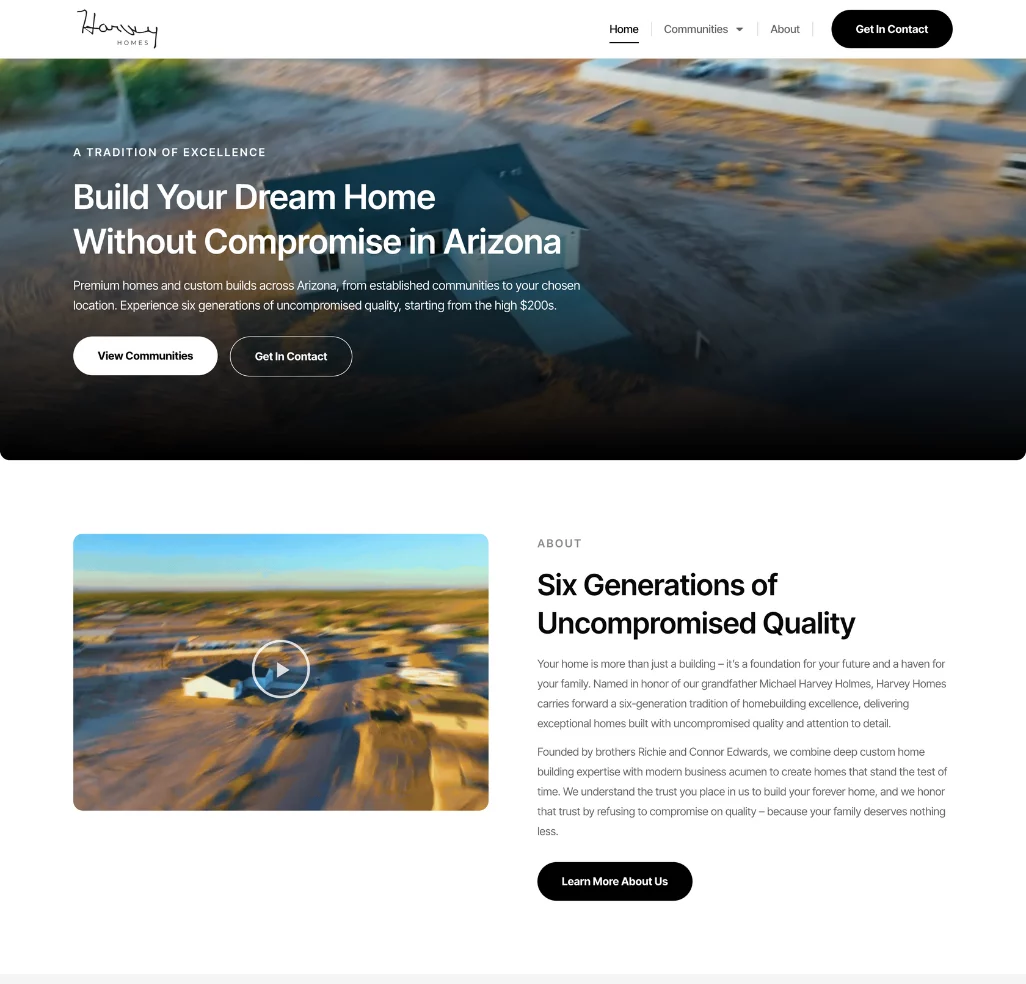 Harvey
HOMES
Home
Communities
About
Get In Contact
A TRADITION OF EXCELLENCE
Build Your Dream Home
Without Compromise in Arizona
Premium homes and custom builds across Arizona, from established communities to your chosen
location. Experience six generations of uncompromised quality, starting from the high $200s.
View Communities
Get In Contact
ABOUT
Six Generations of
Uncompromised Quality
Your home is more than just a building – it's a foundation for your future and a haven for
your family. Named in honor of our grandfather Michael Harvey Holmes, Harvey Homes
carries forward a six-generation tradition of homebuilding excellence, delivering
exceptional homes built with uncompromised quality and attention to detail.
Founded by brothers Richie and Connor Edwards, we combine deep custom home
building expertise with modern business acumen to create homes that stand the test of
time. We understand the trust you place in us to build your forever home, and we honor
that trust by refusing to compromise on quality – because your family deserves nothing
less.
Learn More About Us